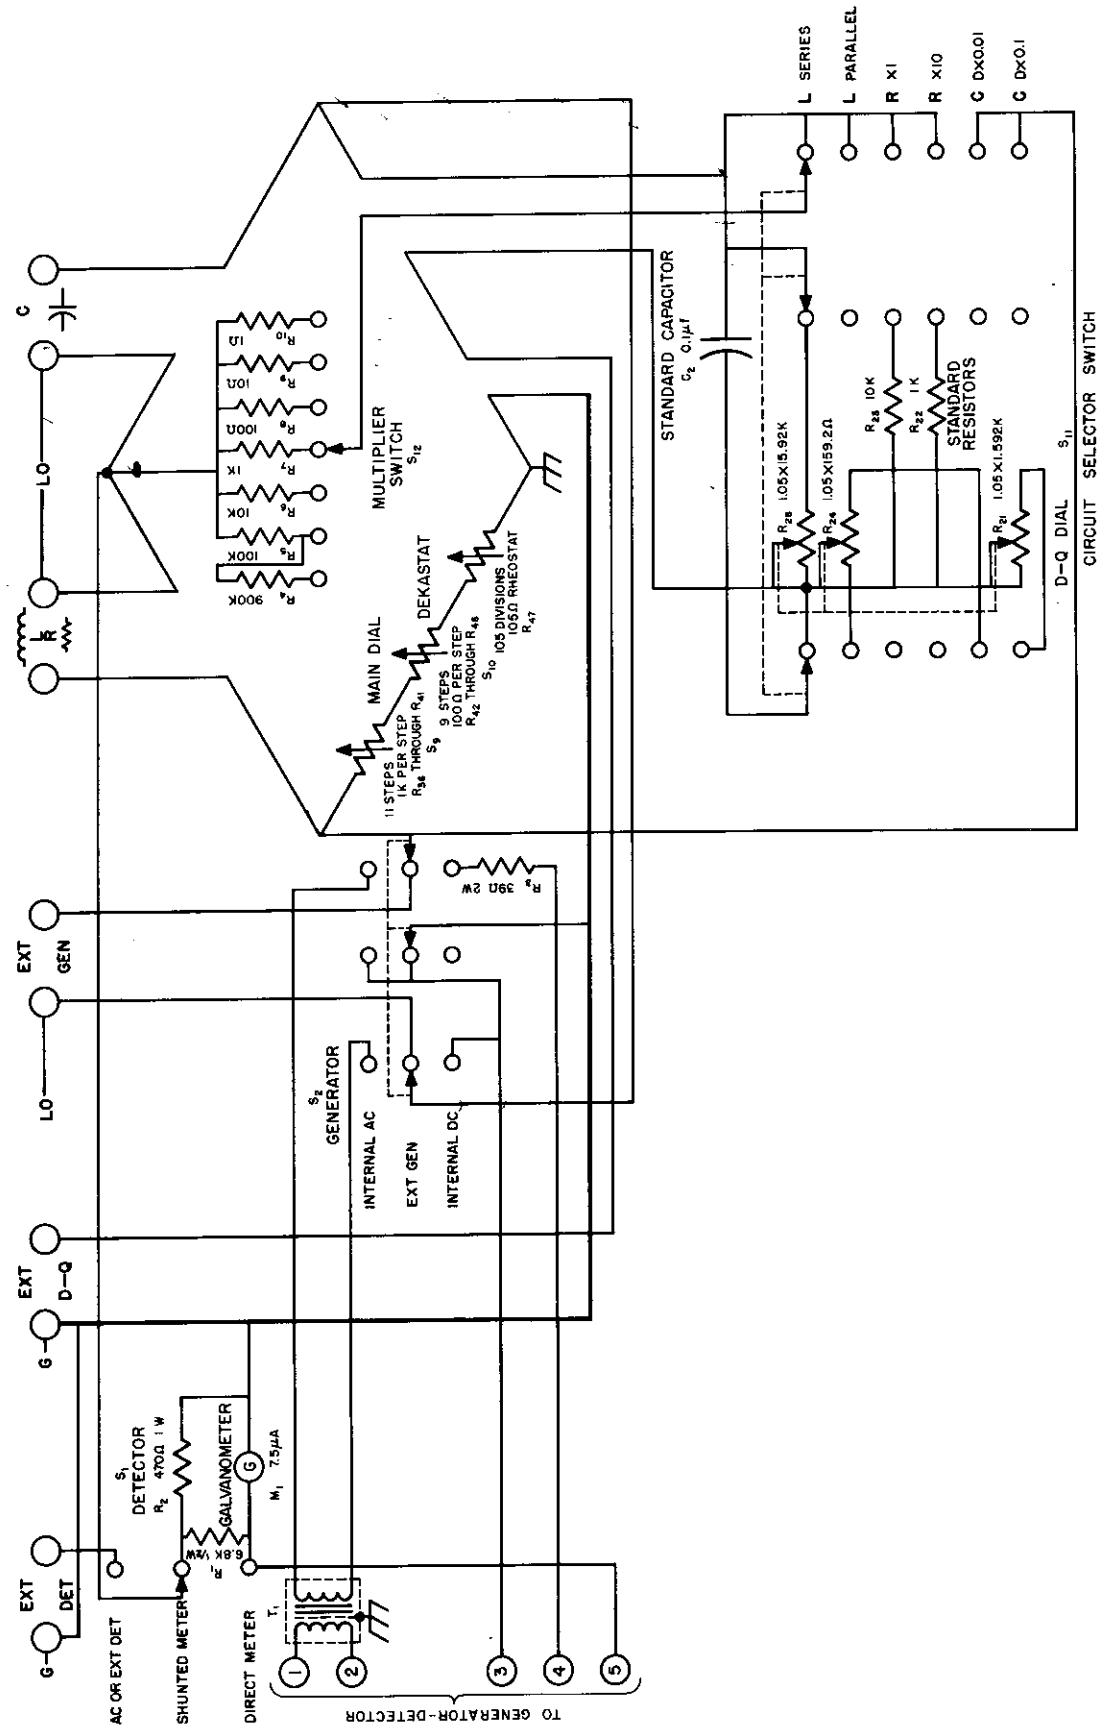 G
EXT
DET
G
EXT
D-Q
LO
EXT
GEN
L
R
LO
C
AC OR EXT DET
SHUNTED METER
DIRECT METER
S1
DETECTOR
R2 470Ω 1 W
GALVANOMETER
R1
6.8K 1/2W
G
M1 7.5µA
T1
1
2
3
4
5
TO GENERATOR-DETECTOR
S2
GENERATOR
INTERNAL AC
EXT GEN
INTERNAL DC
R3
39Ω 2W
R4
900K
R5
100K
R6
10K
R7
1K
R8
100Ω
R9
10Ω
R10
1Ω
MULTIPLIER
SWITCH
S12
MAIN DIAL
11 STEPS
1K PER STEP
R36 THROUGH R41
S9
DEKASTAT
9 STEPS
100Ω PER STEP
R42 THROUGH R46
S10
105 DIVISIONS
105Ω RHEOSTAT
R47
STANDARD CAPACITOR
C2 0.1µf
R25 1.05X15.92K
R24 1.05X159.2Ω
R23 10K
R22 1K
STANDARD
RESISTORS
R21 1.05X1.592K
D-Q DIAL
S11
CIRCUIT SELECTOR SWITCH
L SERIES
L PARALLEL
R X1
R X10
C DX0.01
C DX0.1